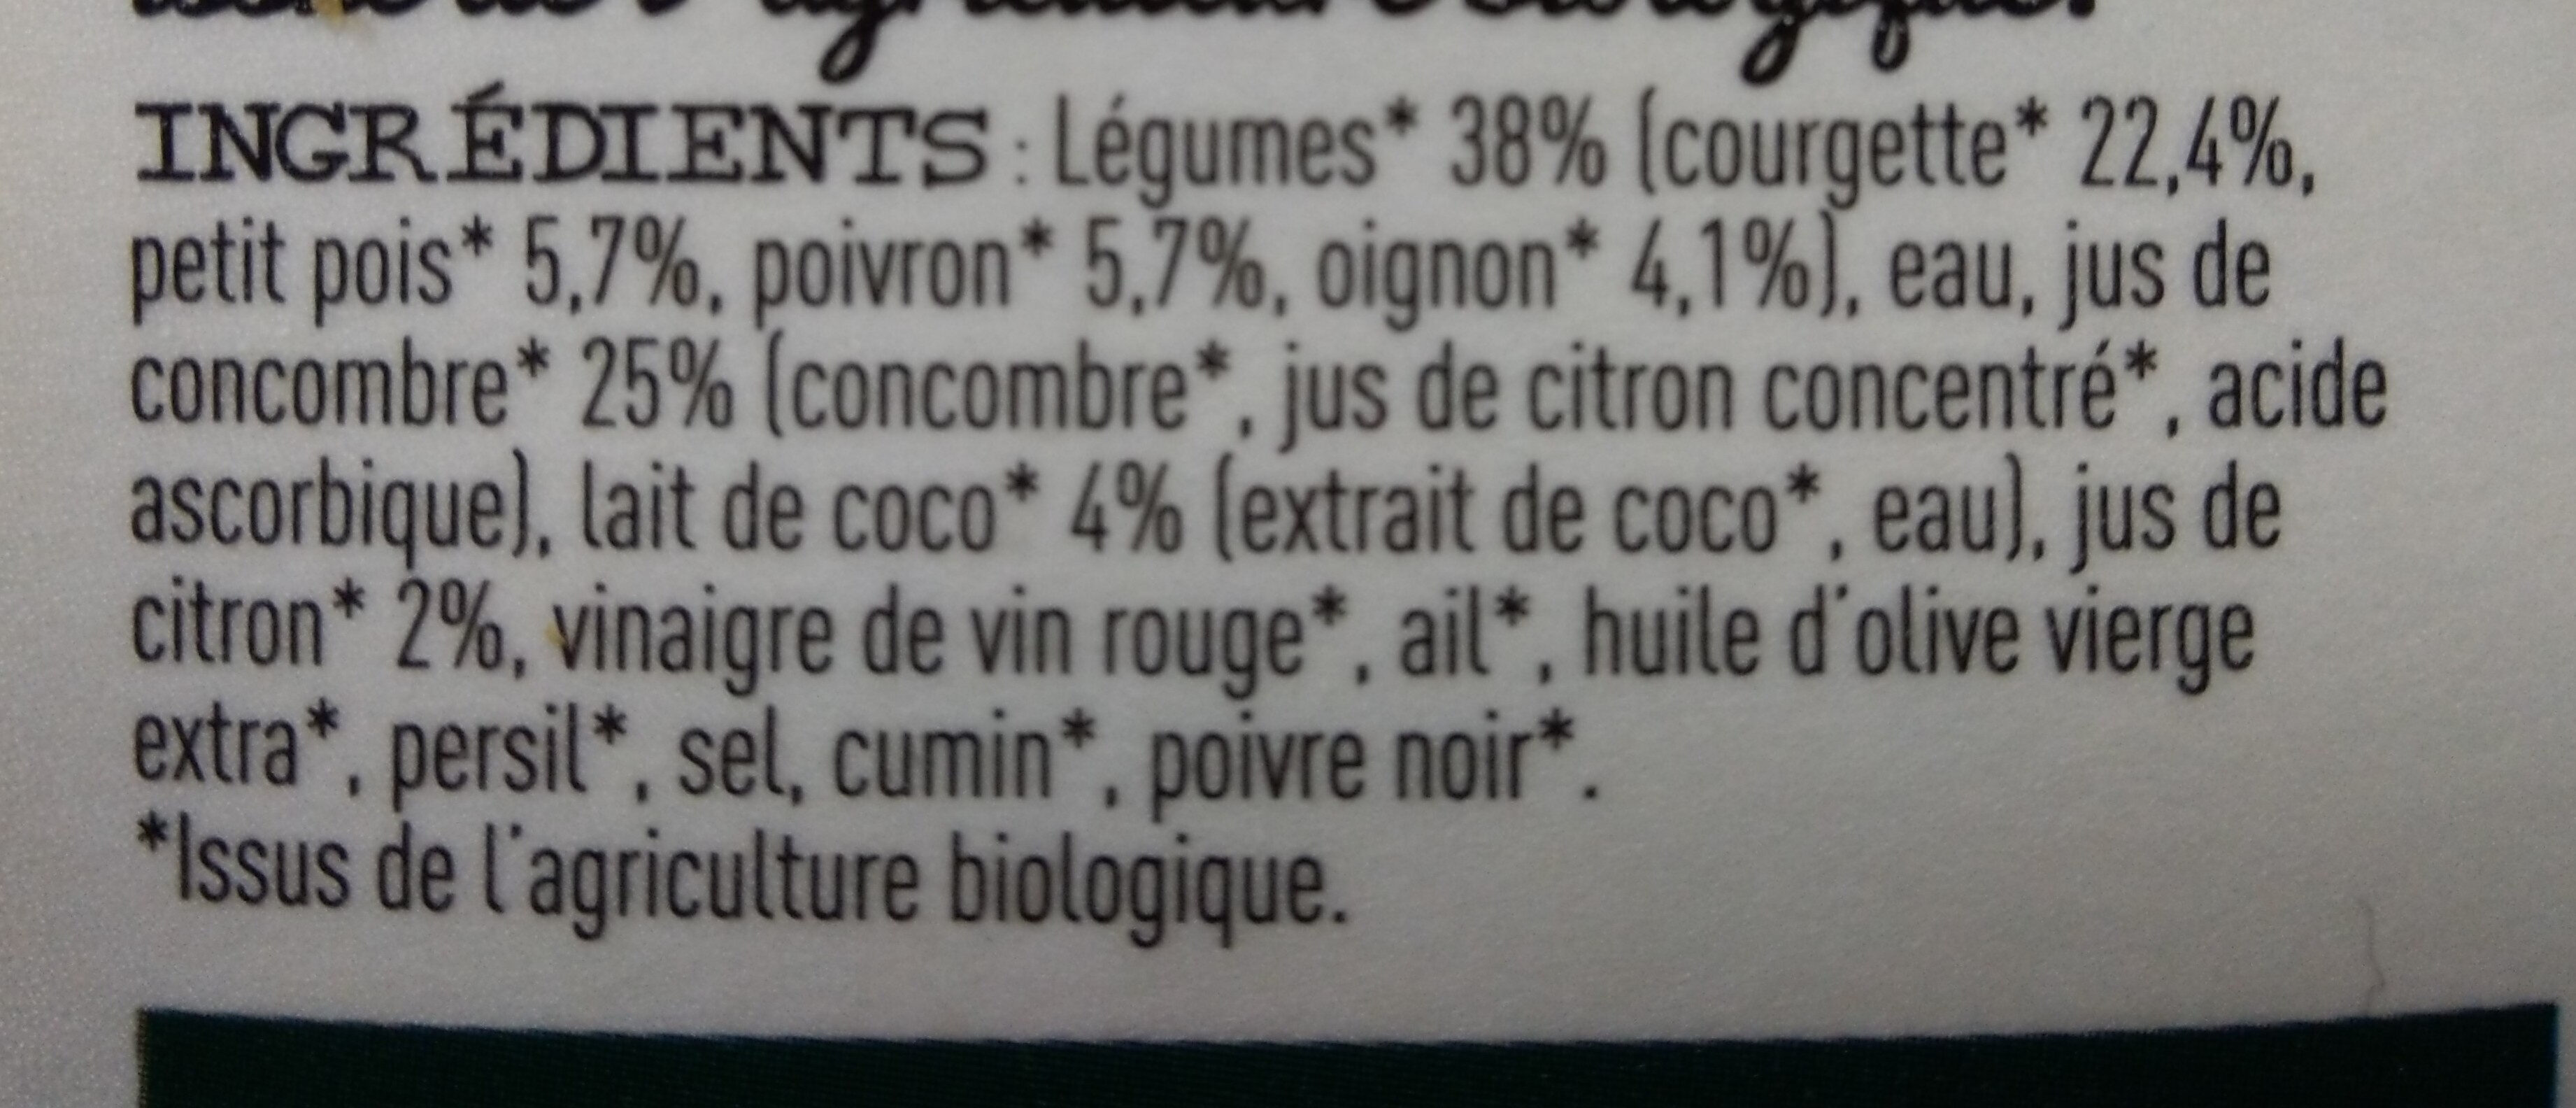 l'agriculture biologique.
INGRÉDIENTS : Légumes* 38% (courgette* 22,4%,
petit pois* 5,7%, poivron* 5,7%, oignon* 4,1%), eau, jus de
concombre* 25% (concombre*, jus de citron concentré*, acide
ascorbique), lait de coco* 4% (extrait de coco*, eau), jus de
citron* 2%, vinaigre de vin rouge*, ail*, huile d'olive vierge
extra*, persil*, sel, cumin*, poivre noir*.
*Issus de l'agriculture biologique.